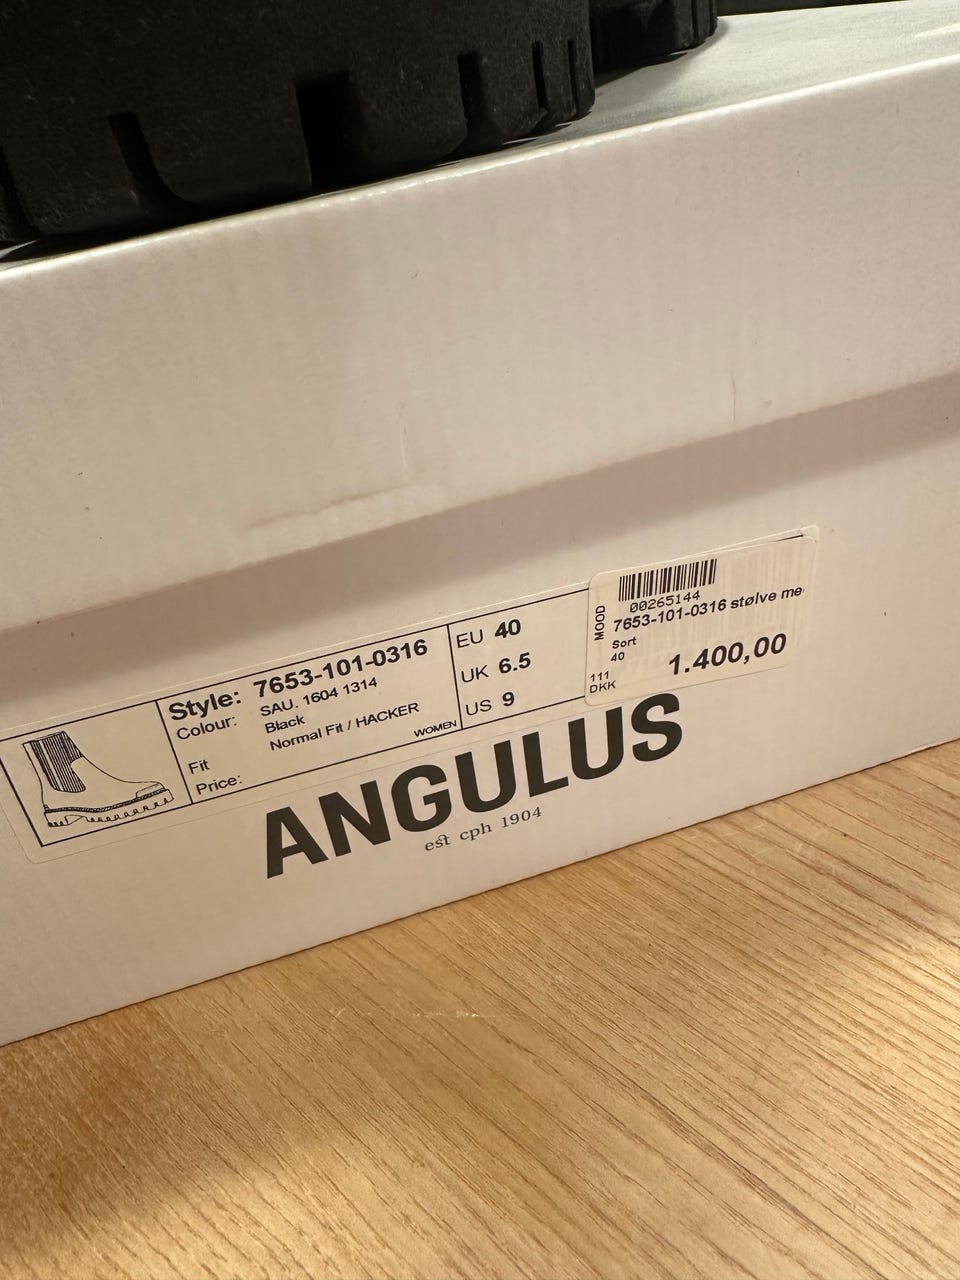 Style: 7653-101-0316
Colour: SAU. 1604 1314
Black
Fit Normal Fit / HACKER
Price:
WOMEN
EU 40
UK 6.5
US 9
MOOD
00265144
7653-101-0316 stølve me
Sort
40
111
DKK
1.400,00
ANGULUS
est cph 1904